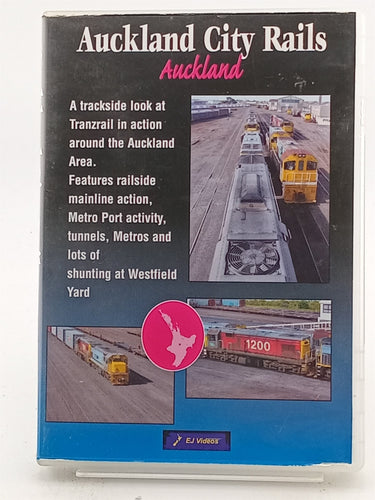 Auckland City Rails
Auckland
A trackside look at
Tranzrail in action
around the Auckland
Area.
Features railside
mainline action,
Metro Port activity,
tunnels, Metros and
lots of
shunting at Westfield
Yard
1200
EJ Videos